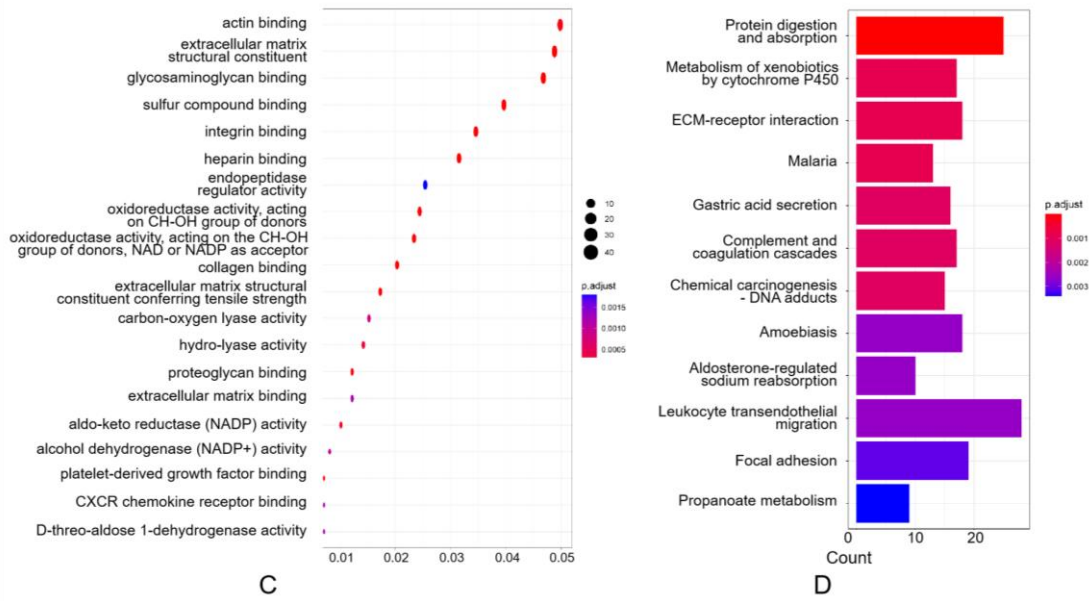 actin binding
extracellular matrix
structural constituent
glycosaminoglycan binding
sulfur compound binding
integrin binding
heparin binding
endopeptidase
regulator activity
oxidoreductase activity, acting
on CH-OH group of donors
oxidoreductase activity, acting on the CH-OH
group of donors, NAD or NADP as acceptor
collagen binding
extracellular matrix structural
constituent conferring tensile strength
carbon-oxygen lyase activity
hydro-lyase activity
proteoglycan binding
extracellular matrix binding
aldo-keto reductase (NADP) activity
alcohol dehydrogenase (NADP+) activity
platelet-derived growth factor binding
CXCR chemokine receptor binding
D-threo-aldose 1-dehydrogenase activity
0.01 0.02 0.03 0.04 0.05
10
20
30
40
p.adjust
0.0015
0.0010
0.0005
C
Protein digestion
and absorption
Metabolism of xenobiotics
by cytochrome P450
ECM-receptor interaction
Malaria
Gastric acid secretion
Complement and
coagulation cascades
Chemical carcinogenesis
- DNA adducts
Amoebiasis
Aldosterone-regulated
sodium reabsorption
Leukocyte transendothelial
migration
Focal adhesion
Propanoate metabolism
0 10 20
Count
p.adjust
0.001
0.002
0.003
D